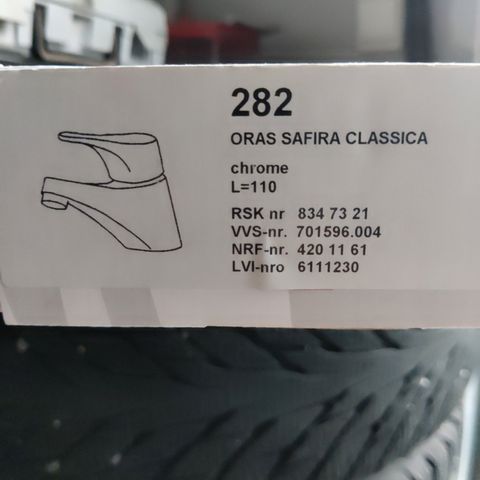 282
ORAS SAFIRA CLASSICA
chrome
L=110
RSK nr 834 73 21
VVS-nr. 701596.004
NRF-nr. 420 11 61
LVI-nro 6111230